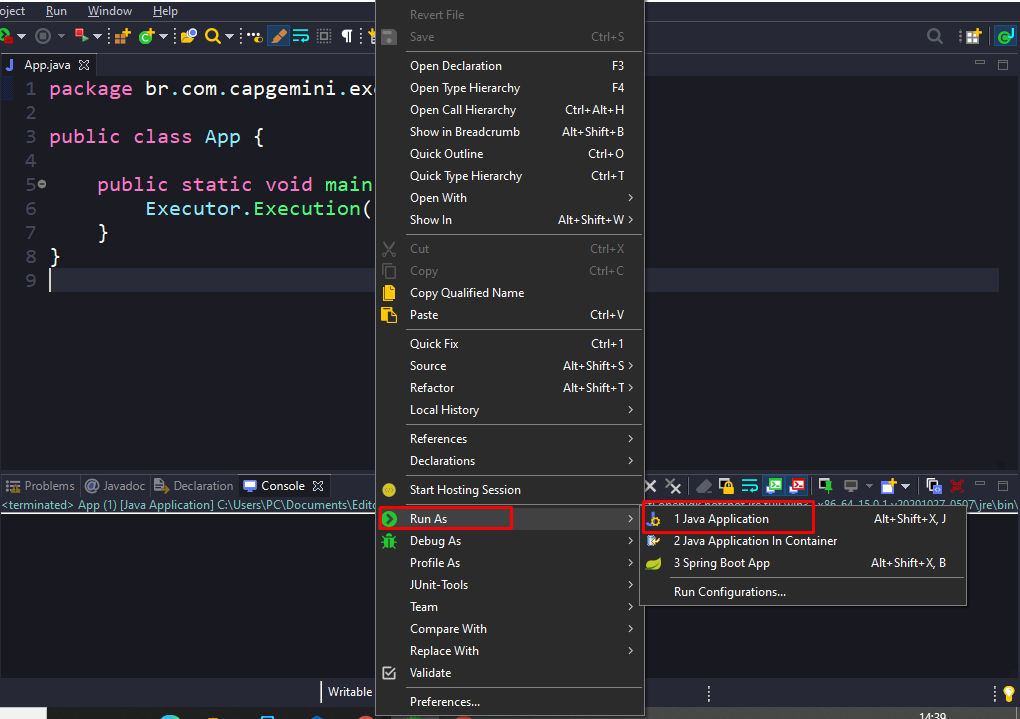 oject Run Window Help
App.java
1 package br.com.capgemini.exe
2
3 public class App {
4
5 public static void main
6 Executor.Execution(
7 }
8 }
9
Revert File
Save Ctrl+S
Open Declaration F3
Open Type Hierarchy F4
Open Call Hierarchy Ctrl+Alt+H
Show in Breadcrumb Alt+Shift+B
Quick Outline Ctrl+O
Quick Type Hierarchy Ctrl+T
Open With
Show In Alt+Shift+W
Cut Ctrl+X
Copy Ctrl+C
Copy Qualified Name
Paste Ctrl+V
Quick Fix Ctrl+1
Source Alt+Shift+S
Refactor Alt+Shift+T
Local History
References
Declarations
Start Hosting Session
Run As
Debug As
Profile As
JUnit-Tools
Team
Compare With
Replace With
Validate
Preferences...
1 Java Application Alt+Shift+X, J
2 Java Application In Container
3 Spring Boot App Alt+Shift+X, B
Run Configurations...
Problems Javadoc Declaration Console
<terminated> App (1) [Java Application] C:\Users\PC\Documents\Edito
x86_64_15.0.1.v20201027-0507\jre\bin\
Writable
14:39